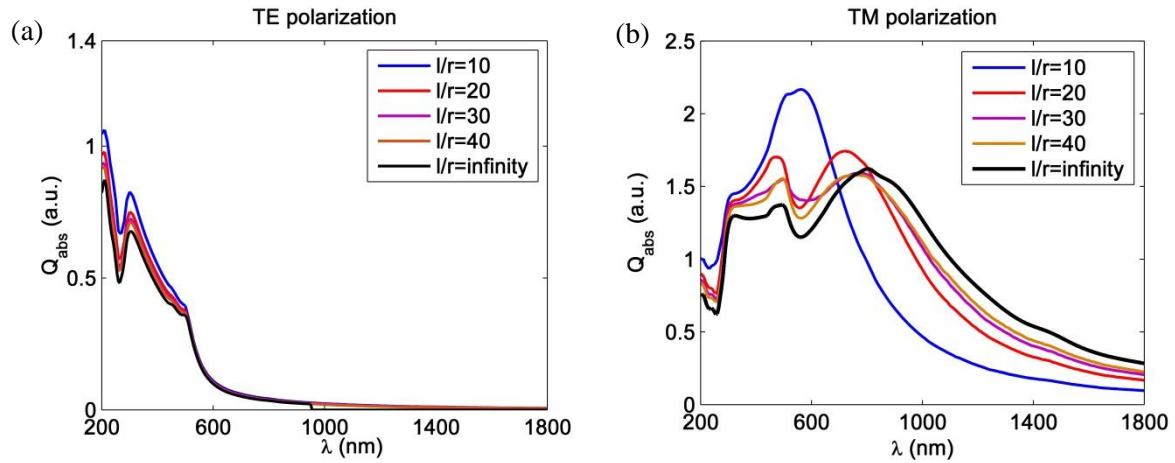 TE polarization
(a)
1.4
1
0.5
0
Q_abs (a.u.)
200
600
1000
1400
1800
λ (nm)
l/r=10
l/r=20
l/r=30
l/r=40
l/r=infinity
TM polarization
(b)
2.5
2
1.5
1
0.5
0
Q_abs (a.u.)
200
600
1000
1400
1800
λ (nm)
l/r=10
l/r=20
l/r=30
l/r=40
l/r=infinity